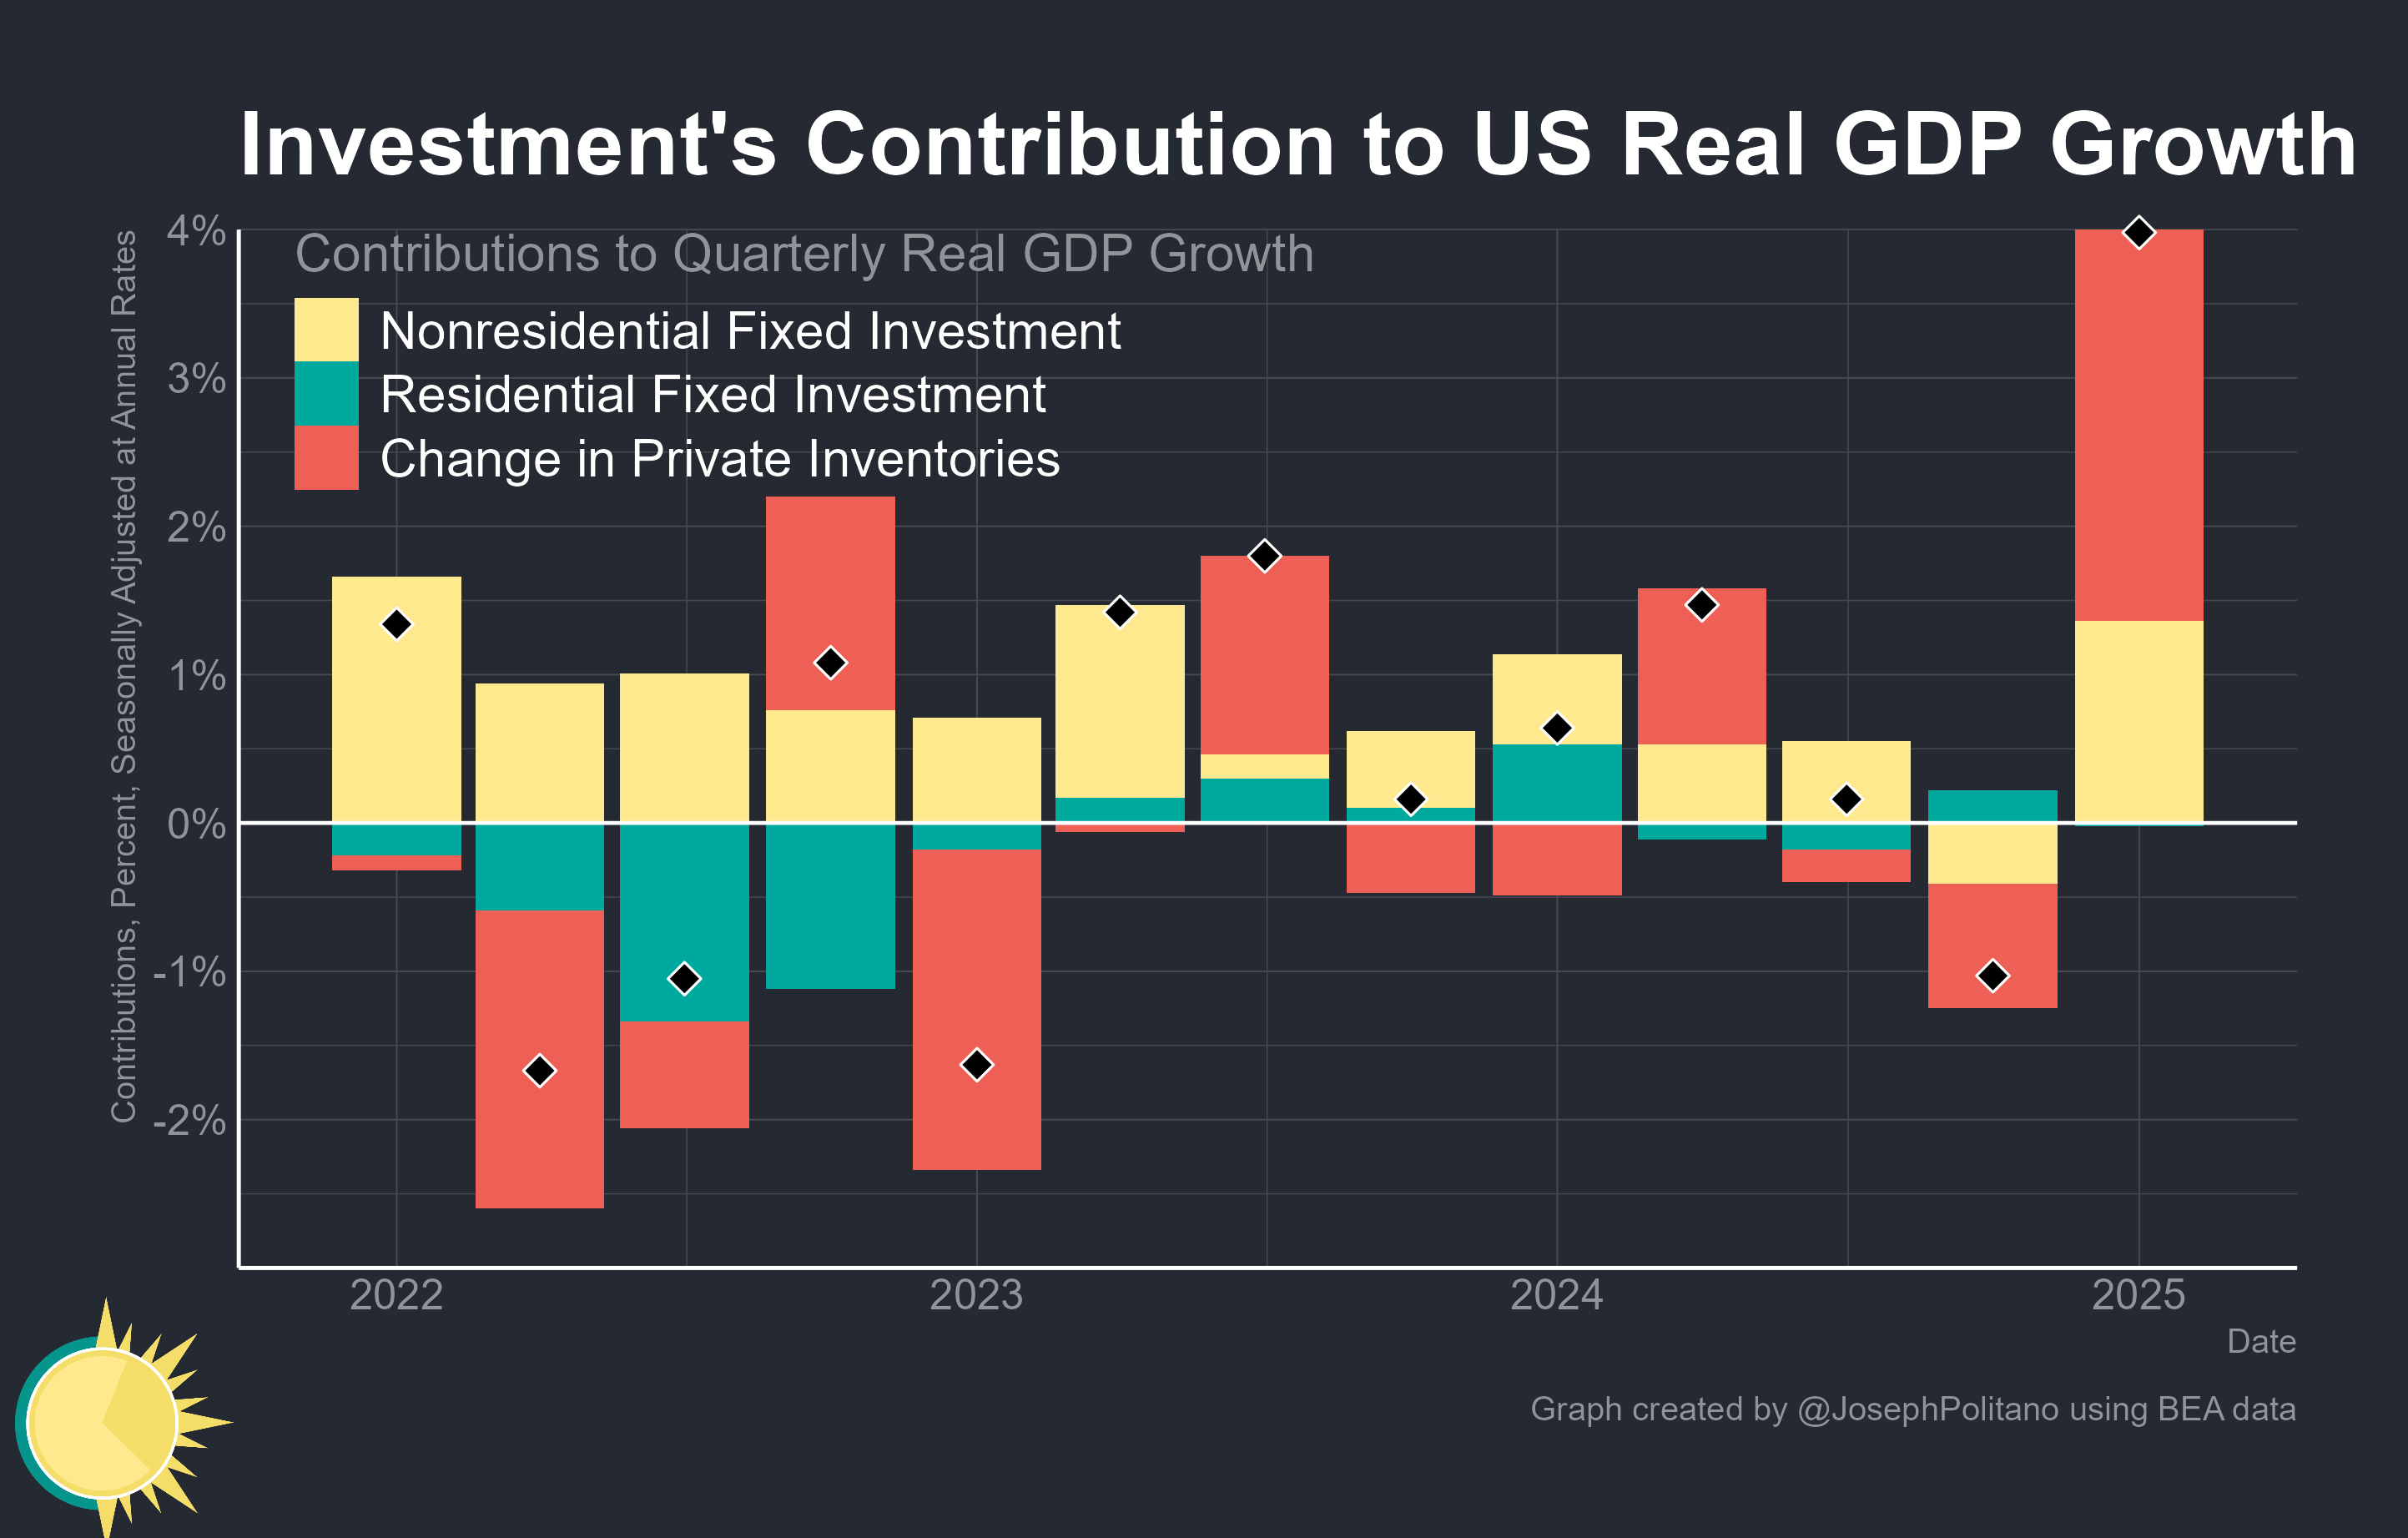 Investment's Contribution to US Real GDP Growth
Contributions to Quarterly Real GDP Growth
Nonresidential Fixed Investment
Residential Fixed Investment
Change in Private Inventories
Contributions, Percent, Seasonally Adjusted at Annual Rates
4%
3%
2%
1%
0%
-1%
-2%
2022
2023
2024
2025
Date
Graph created by @JosephPolitano using BEA data